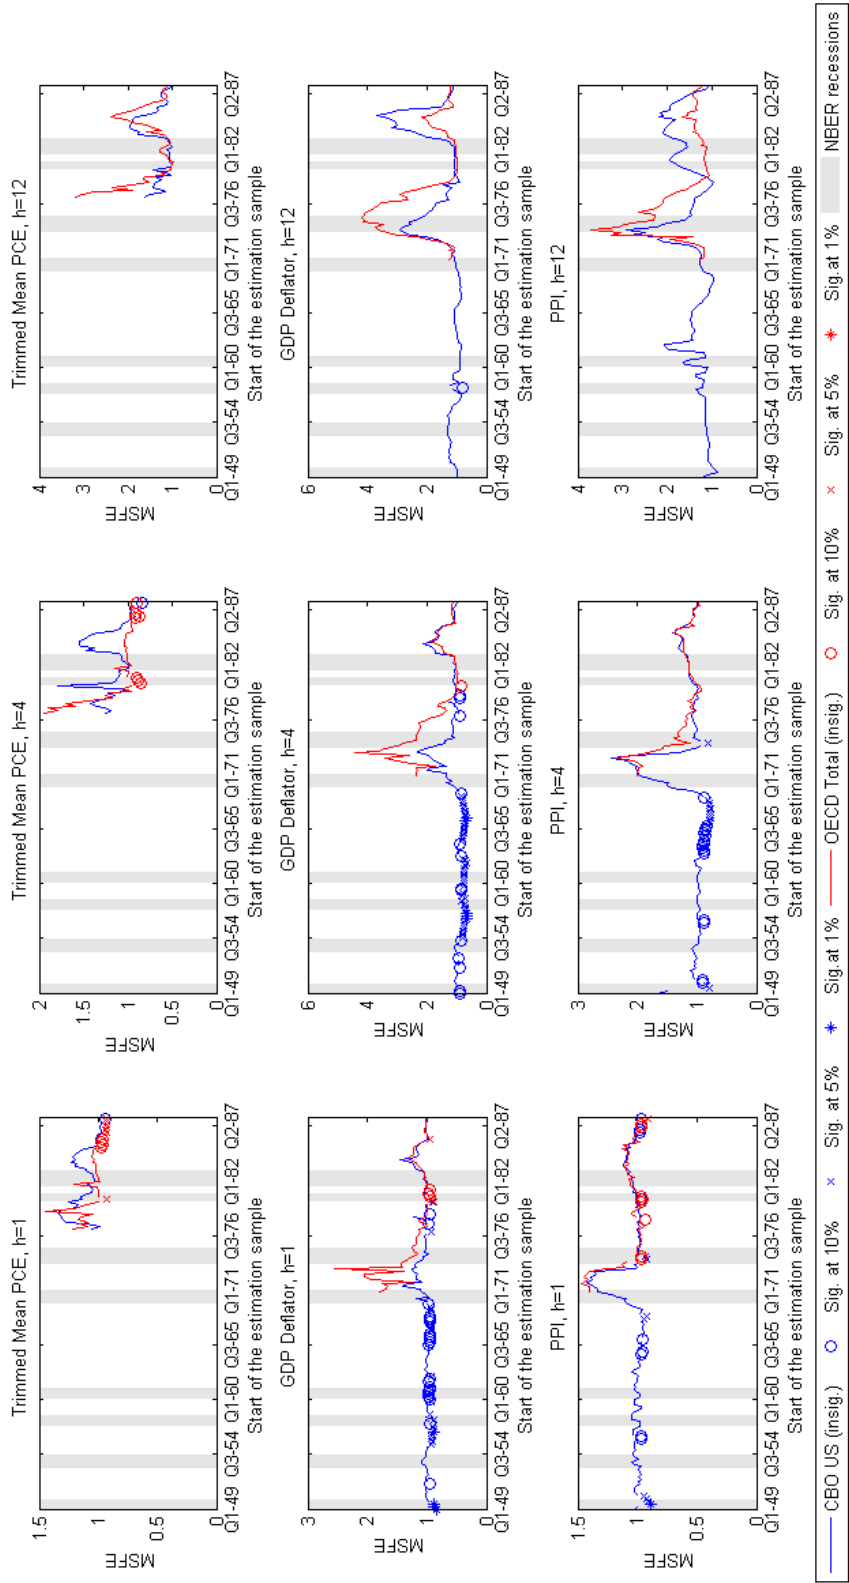 Trimmed Mean PCE, h=1
MSFE
1.5
1
0.5
0
Q1-49 Q3-54 Q1-60 Q3-65 Q1-71 Q3-76 Q1-82 Q2-87
Start of the estimation sample
Trimmed Mean PCE, h=4
MSFE
2
1.5
1
0.5
0
Q1-49 Q3-54 Q1-60 Q3-65 Q1-71 Q3-76 Q1-82 Q2-87
Start of the estimation sample
Trimmed Mean PCE, h=12
MSFE
4
3
2
1
0
Q1-49 Q3-54 Q1-60 Q3-65 Q1-71 Q3-76 Q1-82 Q2-87
Start of the estimation sample
GDP Deflator, h=1
MSFE
3
2
1
0
Q1-49 Q3-54 Q1-60 Q3-65 Q1-71 Q3-76 Q1-82 Q2-87
Start of the estimation sample
GDP Deflator, h=4
MSFE
6
4
2
0
Q1-49 Q3-54 Q1-60 Q3-65 Q1-71 Q3-76 Q1-82 Q2-87
Start of the estimation sample
GDP Deflator, h=12
MSFE
6
4
2
0
Q1-49 Q3-54 Q1-60 Q3-65 Q1-71 Q3-76 Q1-82 Q2-87
Start of the estimation sample
PPI, h=1
MSFE
1.5
1
0.5
0
Q1-49 Q3-54 Q1-60 Q3-65 Q1-71 Q3-76 Q1-82 Q2-87
Start of the estimation sample
PPI, h=4
MSFE
3
2
1
0
Q1-49 Q3-54 Q1-60 Q3-65 Q1-71 Q3-76 Q1-82 Q2-87
Start of the estimation sample
PPI, h=12
MSFE
4
3
2
1
0
Q1-49 Q3-54 Q1-60 Q3-65 Q1-71 Q3-76 Q1-82 Q2-87
Start of the estimation sample
CBO US (insig.) Sig. at 10% Sig. at 5% Sig.at 1% OECD Total (insig.) Sig. at 10% Sig. at 5% Sig.at 1% NBER recessions